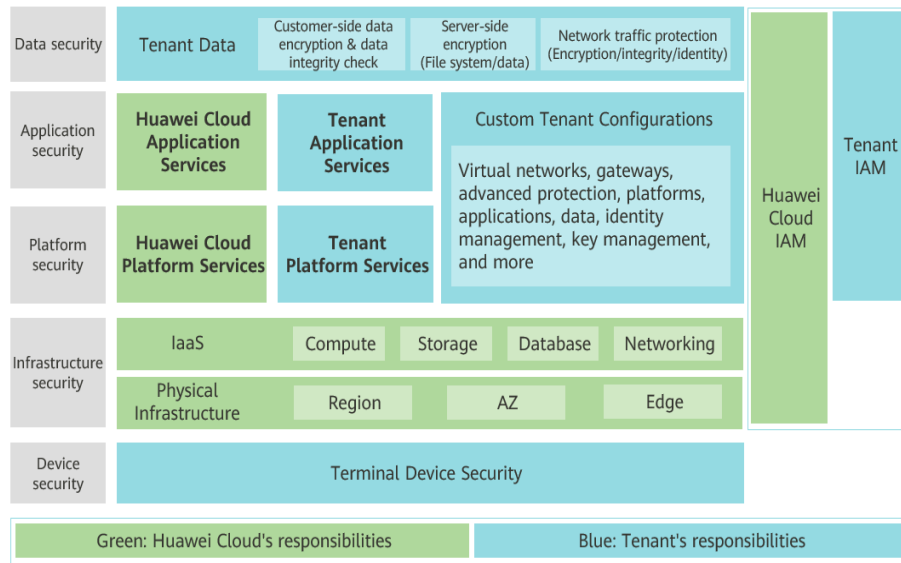 Data security
Tenant Data
Customer-side data
encryption & data
integrity check
Server-side
encryption
(File system/data)
Network traffic protection
(Encryption/integrity/identity)
Application
security
Huawei Cloud
Application
Services
Tenant
Application
Services
Custom Tenant Configurations
Virtual networks, gateways,
advanced protection, platforms,
applications, data, identity
management, key management,
and more
Platform
security
Huawei Cloud
Platform Services
Tenant
Platform Services
Huawei
Cloud
IAM
Tenant
IAM
Infrastructure
security
IaaS
Compute
Storage
Database
Networking
Physical
Infrastructure
Region
AZ
Edge
Device
security
Terminal Device Security
Green: Huawei Cloud's responsibilities
Blue: Tenant's responsibilities